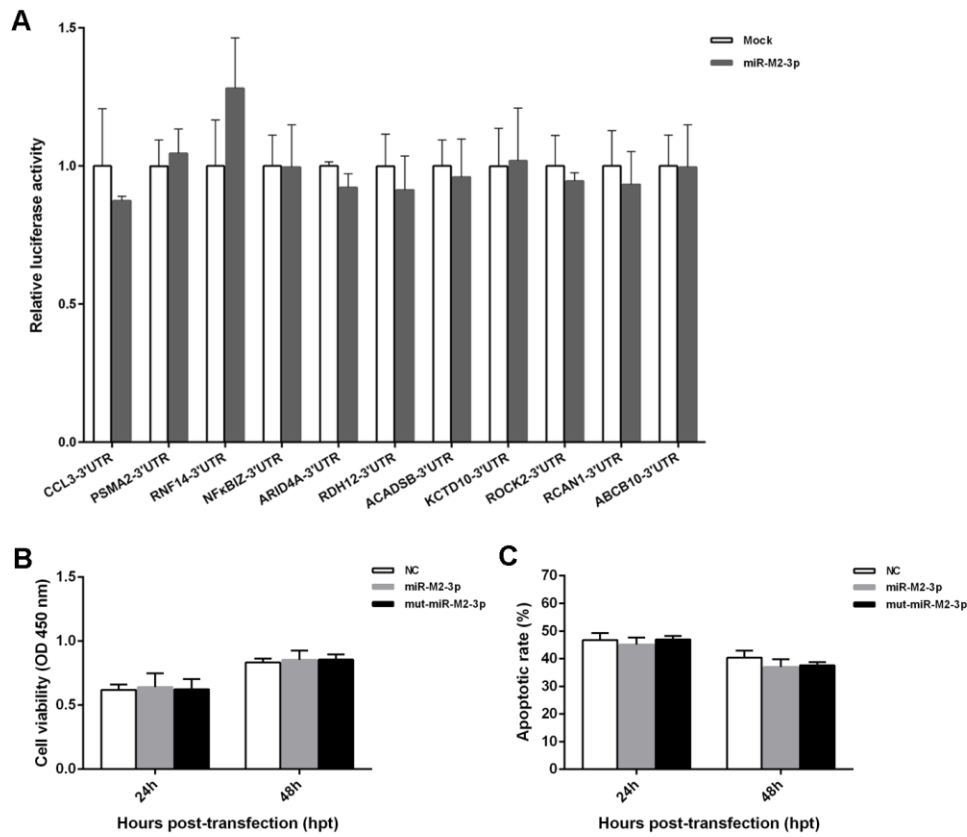 A
Relative luciferase activity
1.5
1.0
0.5
0.0
Mock
miR-M2-3p
CCL3-3'UTR
PSMA2-3'UTR
RNF14-3'UTR
NFκBIZ-3'UTR
ARID4A-3'UTR
RDH12-3'UTR
ACADSB-3'UTR
KCTD10-3'UTR
ROCK2-3'UTR
RCAN1-3'UTR
ABCB10-3'UTR
B
Cell viability (OD 450 nm)
1.5
1.0
0.5
0.0
NC
miR-M2-3p
mut-miR-M2-3p
24h
48h
Hours post-transfection (hpt)
C
Apoptotic rate (%)
70
60
50
40
30
20
10
0
NC
miR-M2-3p
mut-miR-M2-3p
24h
48h
Hours post-transfection (hpt)